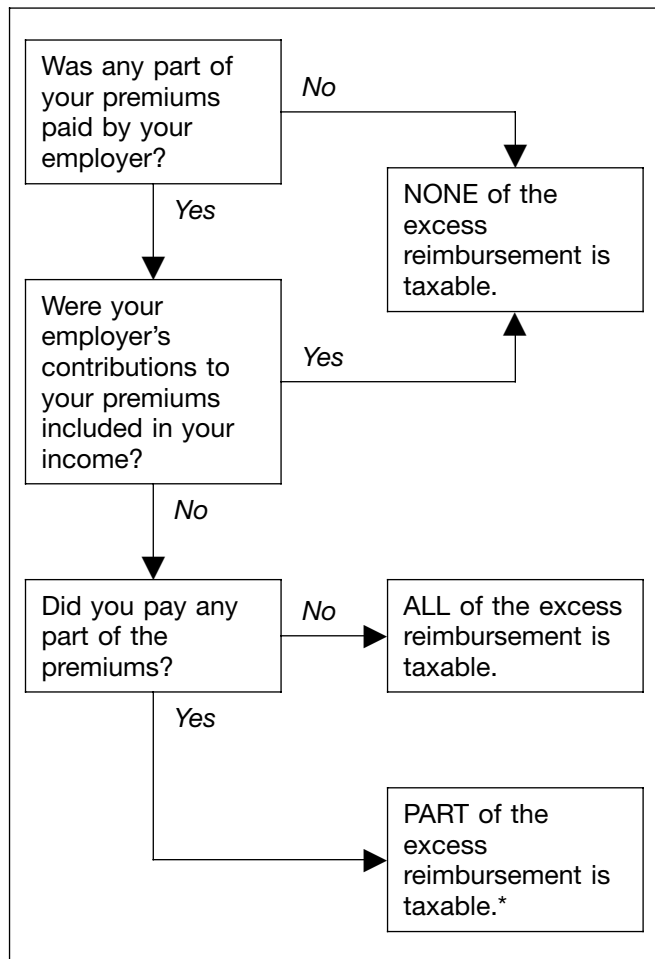 Was any part of
your premiums
paid by your
employer?
No
Yes
NONE of the
excess
reimbursement is
taxable.
Were your
employer’s
contributions to
your premiums
included in your
income?
Yes
No
Did you pay any
part of the
premiums?
No
ALL of the excess
reimbursement is
taxable.
Yes
PART of the
excess
reimbursement is
taxable.*